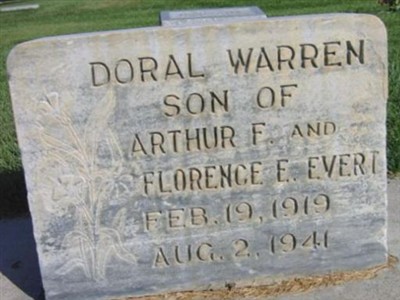 DORAL WARREN
SON OF
ARTHUR F. AND
FLORENCE E. EVERT
FEB. 19, 1919
AUG. 2, 1941